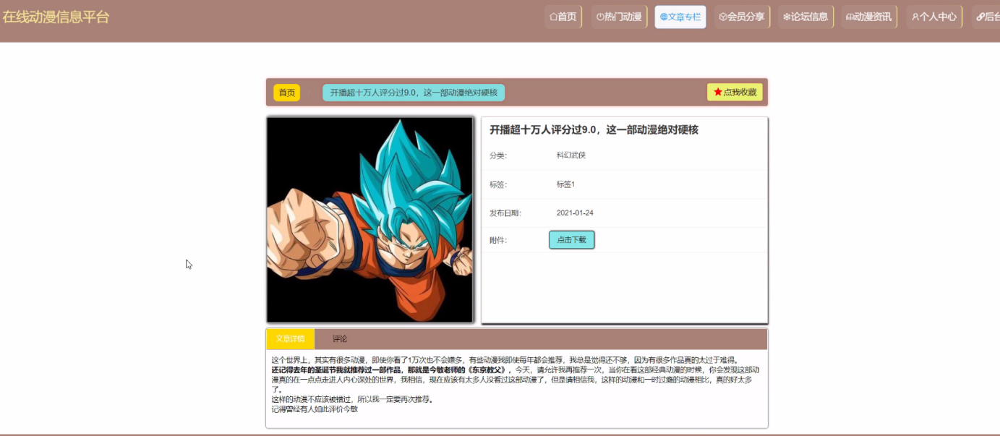 在线动漫信息平台
首页 热门动漫 文章专栏 会员分享 论坛信息 动漫资讯 个人中心 后台
首页 开播超十万人评分过9.0，这一部动漫绝对硬核 点我收藏
开播超十万人评分过9.0，这一部动漫绝对硬核
分类： 科幻武侠
标签： 标签1
发布日期： 2021-01-24
附件： 点击下载
文章详情 评论
这个世界上，其实有很多动漫，即使你看了1万次也不会嫌多，有些动漫我即使每年都会推荐，我总是觉得还不够，因为有很多作品真的太过于难得。
还记得去年的圣诞节我就推荐过一部作品，那就是今敏老师的《东京教父》，今天，请允许我再推荐一次，当你在看这部经典动漫的时候，你会发现这部动
漫真的在一点点走进人内心深处的世界，我相信，现在应该有太多人没看过这部动漫了，但是请相信我，这样的动漫和一时过瘾的动漫相比，真的好太多
了。
这样的动漫不应该被错过，所以我一定要再次推荐。
记得曾经有人如此评价今敏